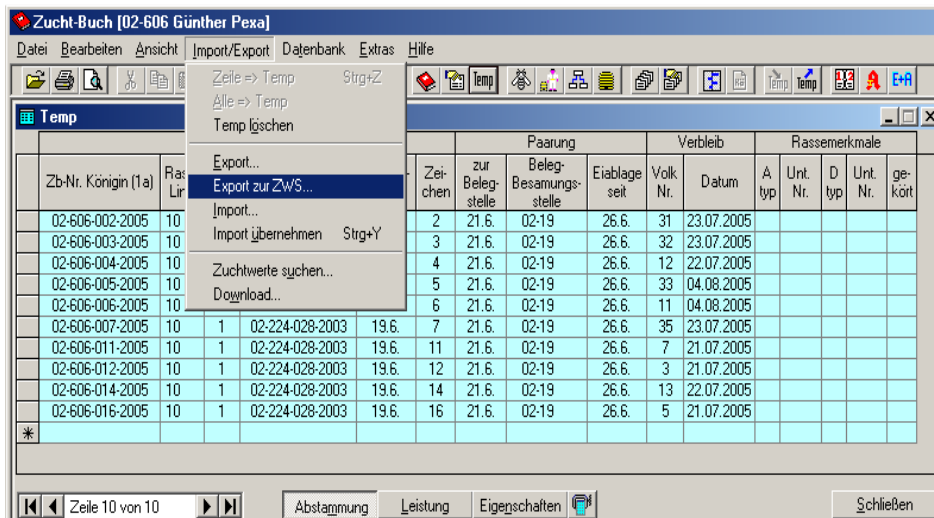 Zucht-Buch [02-606 Günther Pexa]
Datei Bearbeiten Ansicht Import/Export Datenbank Extras Hilfe
Temp Temp Temp E+A
Zeile => Temp Strg+Z
Alle => Temp
Temp löschen
Export...
Export zur ZWS...
Import...
Import übernehmen Strg+Y
Zuchtwerte suchen...
Download...
Temp
Paarung Verbleib Rassemerkmale
Zb-Nr. Königin (1a) Zeichen zur Belegstelle Beleg-Besamungsstelle Eiablage seit Volk Nr. Datum A typ Unt. Nr. D typ Unt. Nr. gekört
02-606-002-2005 10 2 21.6. 02-19 26.6. 31 23.07.2005
02-606-003-2005 10 3 21.6. 02-19 26.6. 32 23.07.2005
02-606-004-2005 10 4 21.6. 02-19 26.6. 12 22.07.2005
02-606-005-2005 10 5 21.6. 02-19 26.6. 33 04.08.2005
02-606-006-2005 10 6 21.6. 02-19 26.6. 11 04.08.2005
02-606-007-2005 10 1 02-224-028-2003 19.6. 7 21.6. 02-19 26.6. 35 23.07.2005
02-606-011-2005 10 1 02-224-028-2003 19.6. 11 21.6. 02-19 26.6. 7 21.07.2005
02-606-012-2005 10 1 02-224-028-2003 19.6. 12 21.6. 02-19 26.6. 3 21.07.2005
02-606-014-2005 10 1 02-224-028-2003 19.6. 14 21.6. 02-19 26.6. 13 22.07.2005
02-606-016-2005 10 1 02-224-028-2003 19.6. 16 21.6. 02-19 26.6. 5 21.07.2005
Zeile 10 von 10 Abstammung Leistung Eigenschaften Schließen